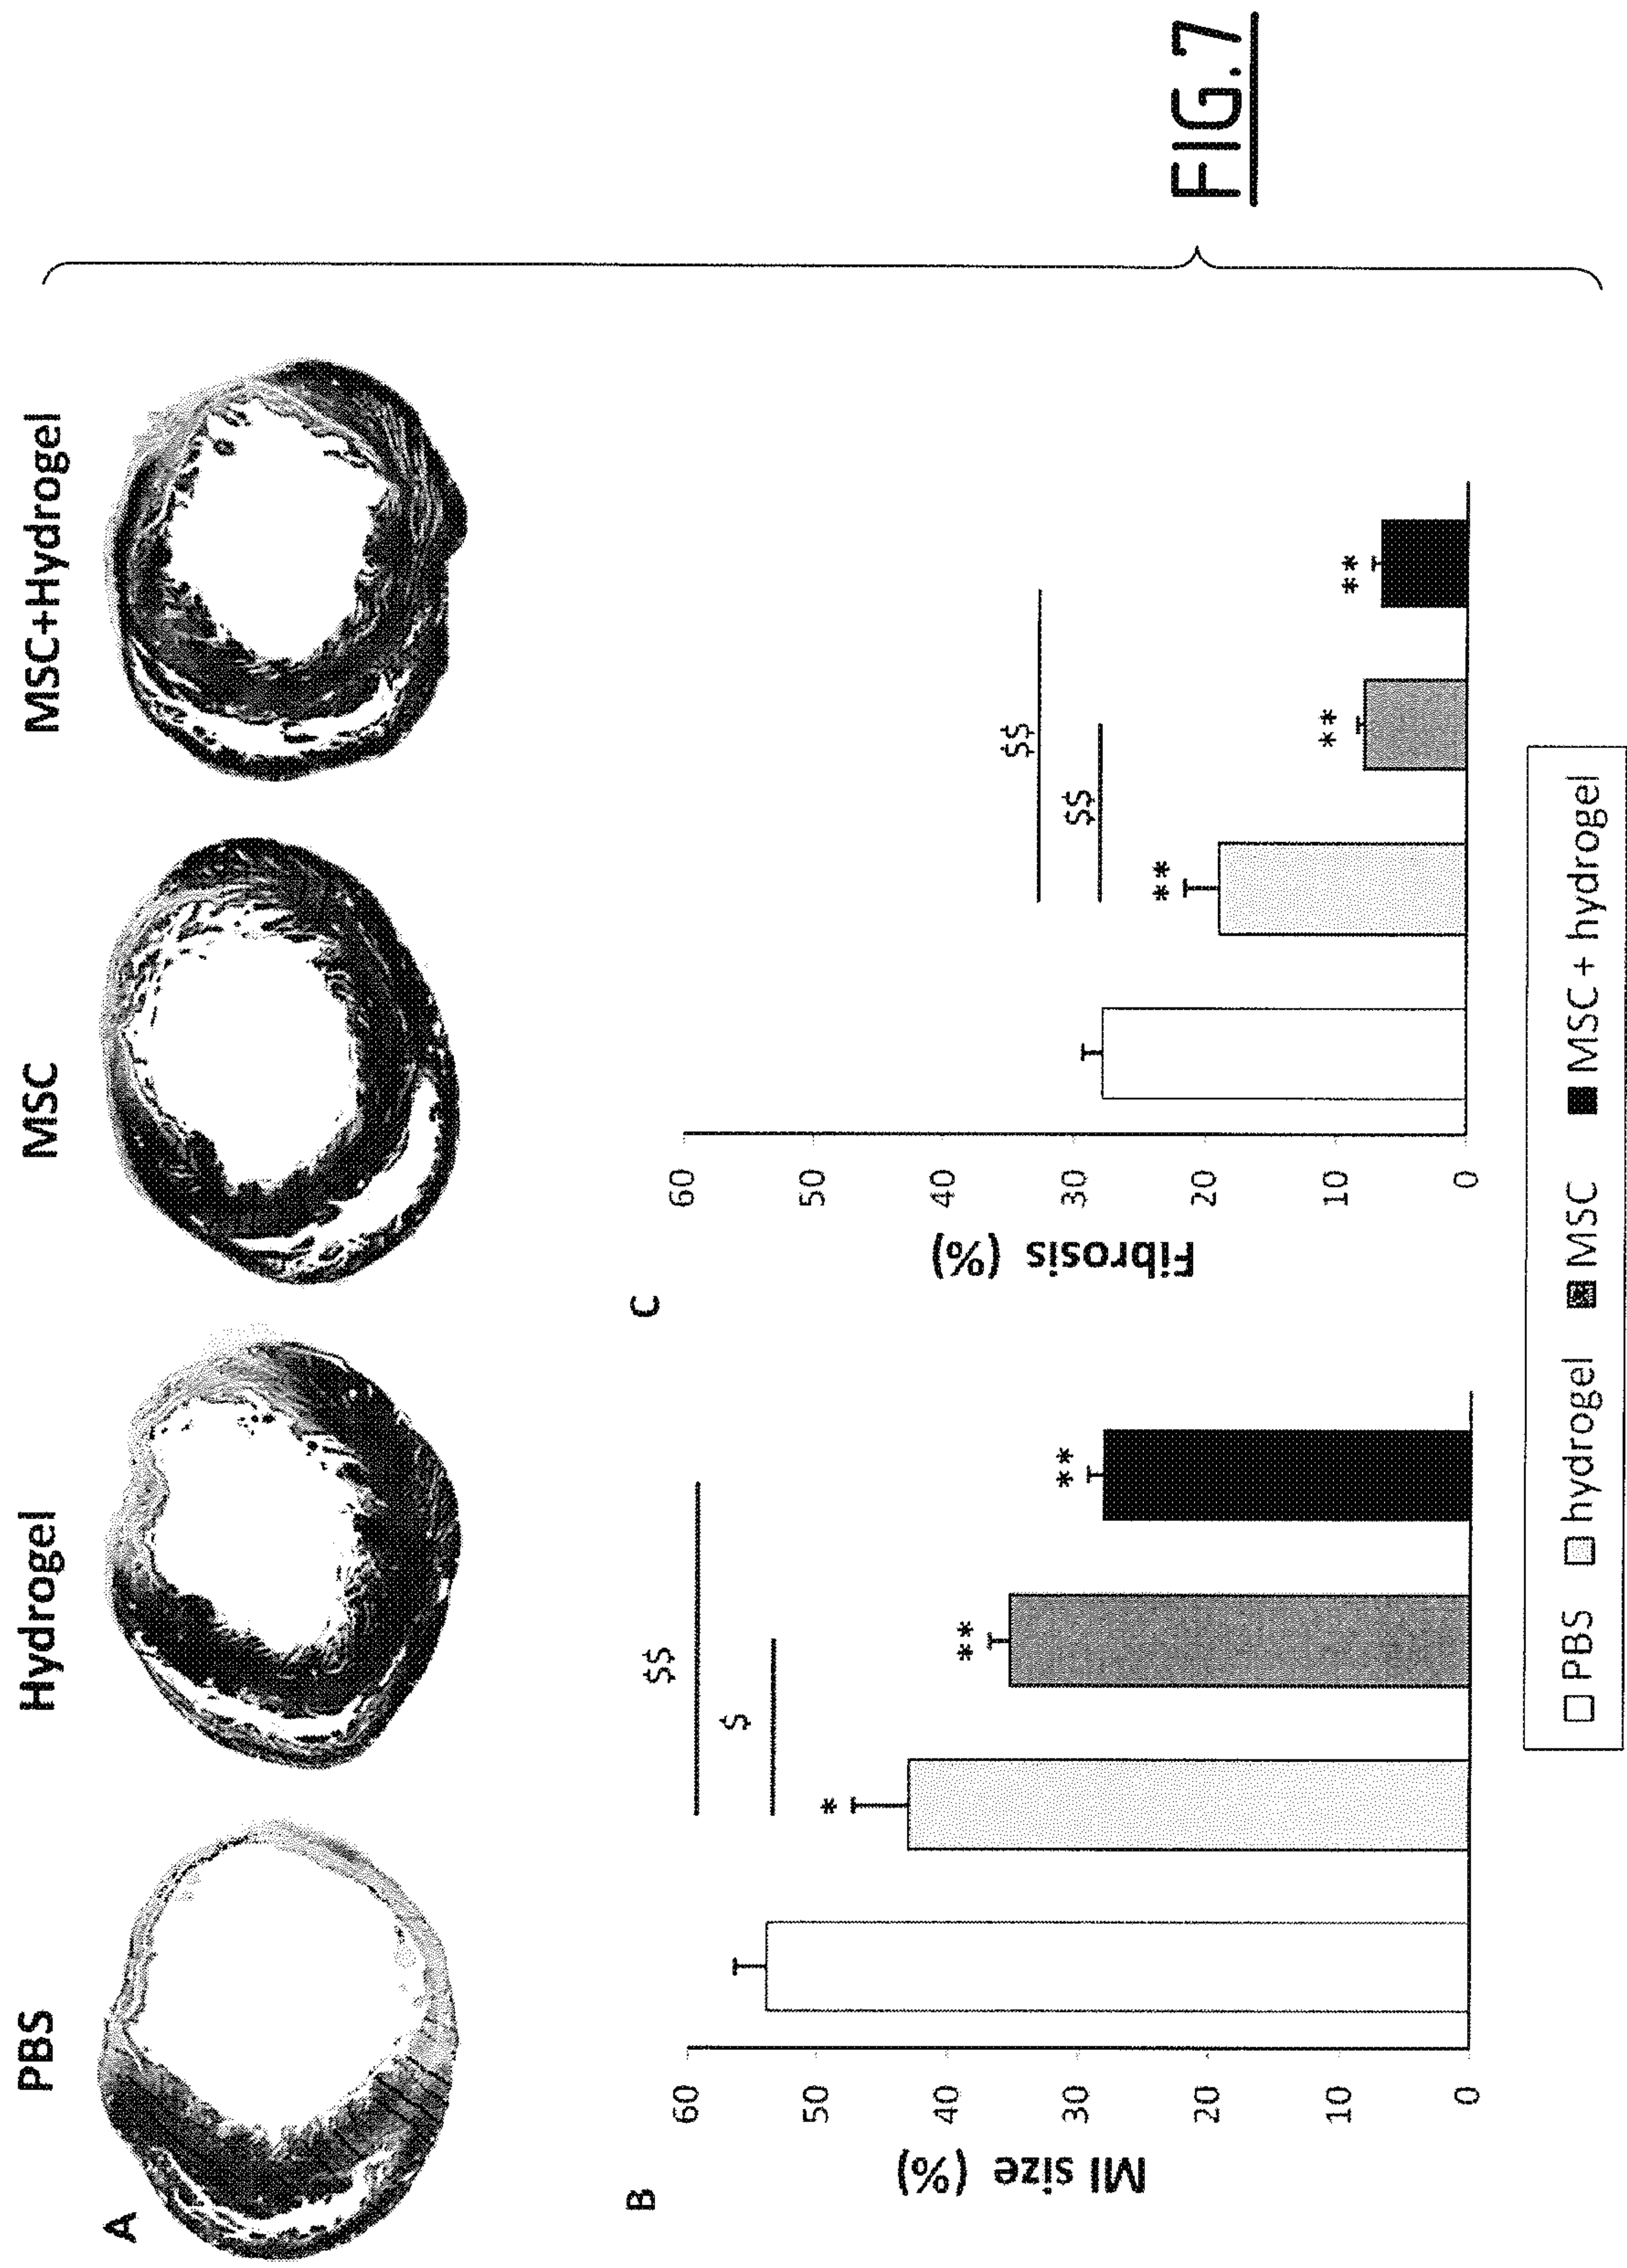 A
PBS
Hydrogel
MSC
MSC+Hydrogel
B
MI size (%)
60
50
40
30
20
10
0
*
**
**
$
$$
C
Fibrosis (%)
60
50
40
30
20
10
0
**
**
**
$$
$$
PBS hydrogel MSC MSC + hydrogel
FIG.7